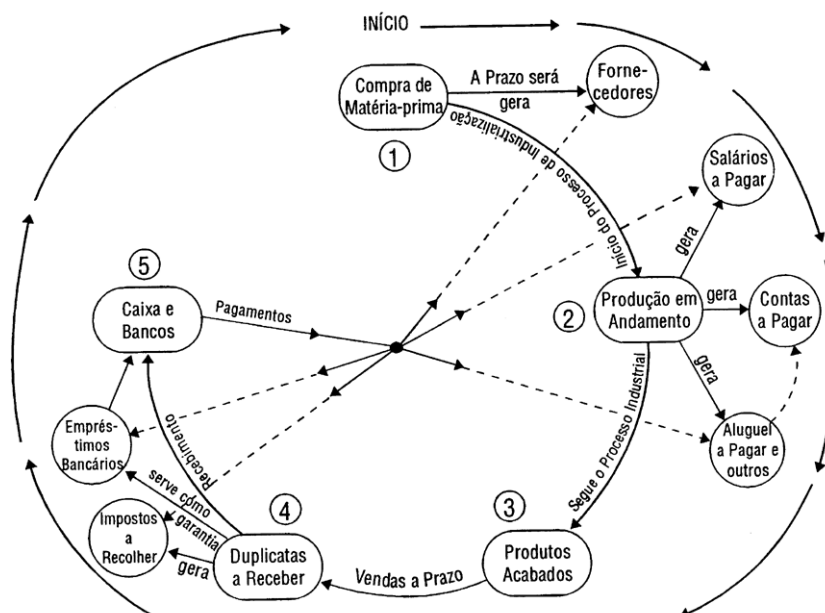 INÍCIO
Compra de
Matéria-prima
A Prazo será
gera
Forne-
cedores
1
Início do Processo de Industrialização
Salários
a Pagar
gera
5
Caixa e
Bancos
Pagamentos
2
Produção em
Andamento
gera
Contas
a Pagar
gera
Aluguel
a Pagar e
outros
Segue o Processo Industrial
Recebimento
Emprés-
timos
Bancários
serve como
garantia
Impostos
a
Recolher
gera
4
Duplicatas
a Receber
Vendas a Prazo
3
Produtos
Acabados